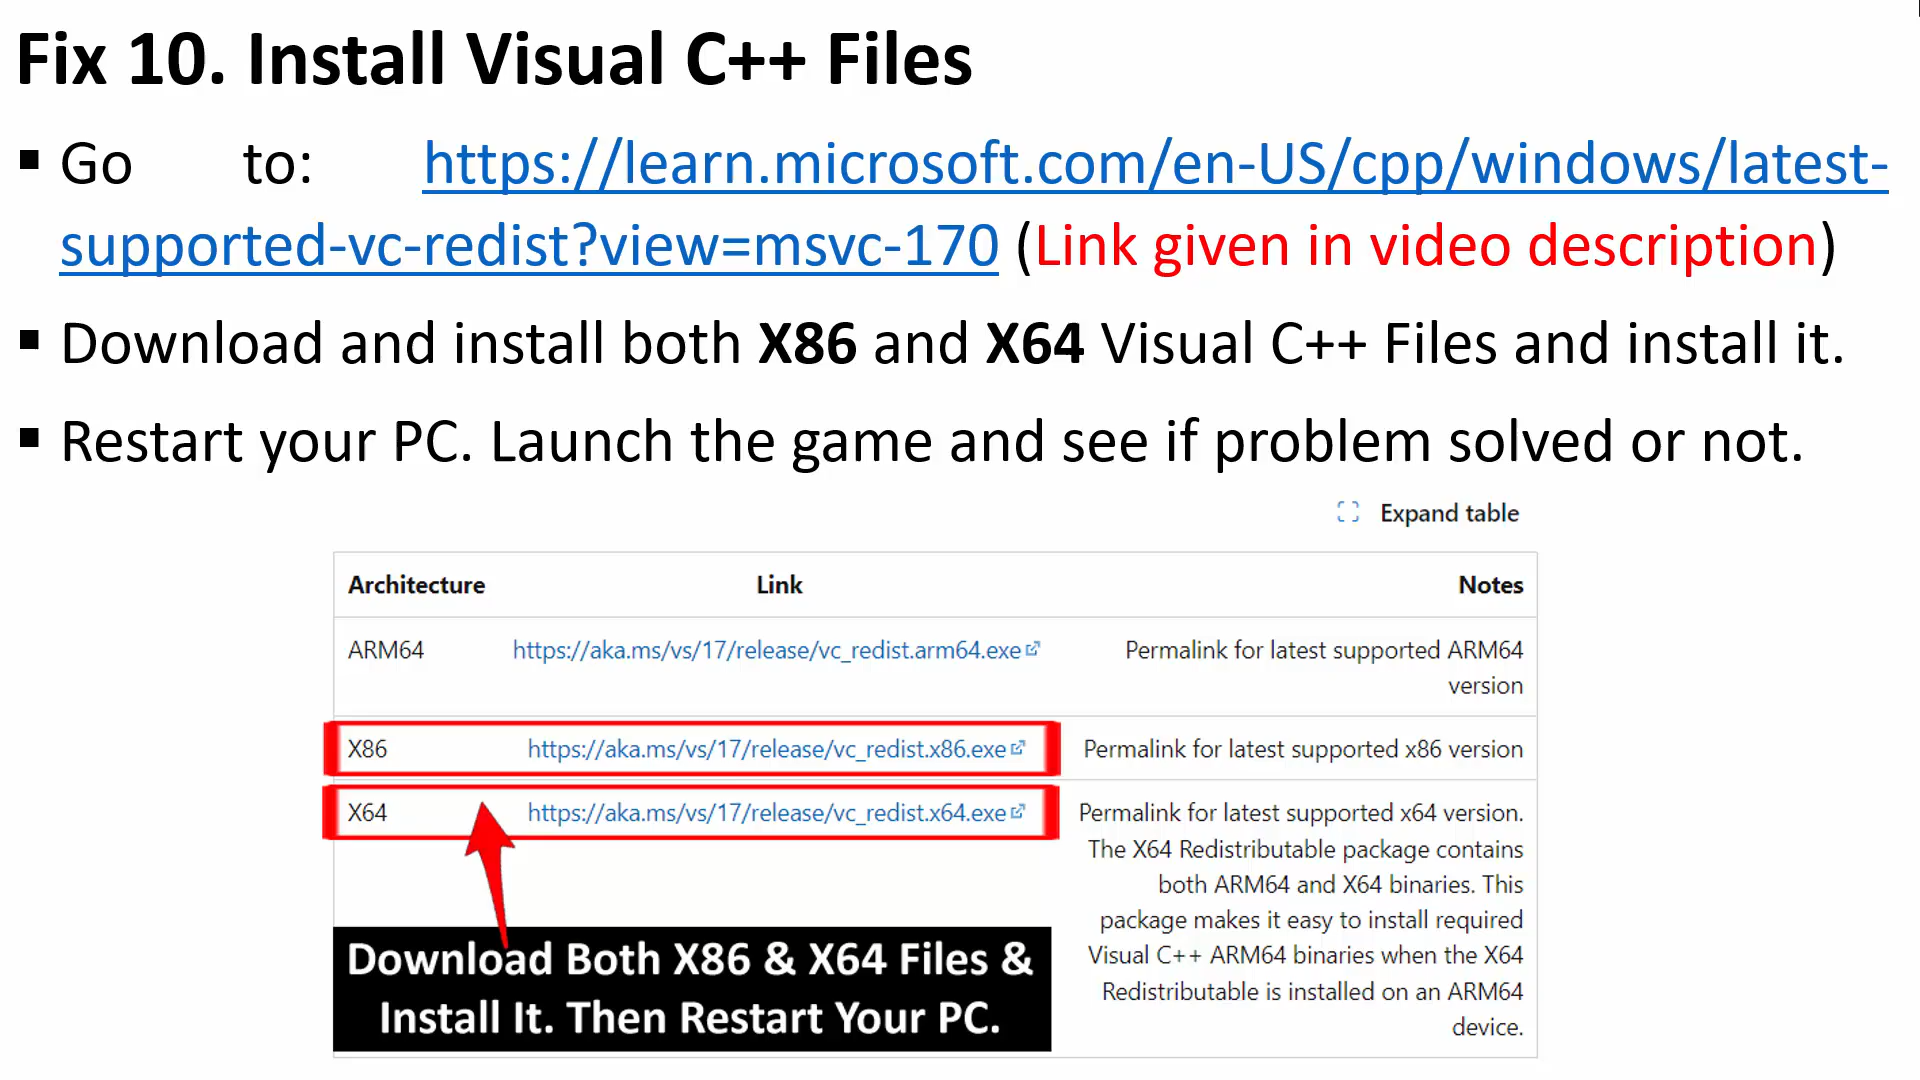 Fix 10. Install Visual C++ Files
▪ Go to: https://learn.microsoft.com/en-US/cpp/windows/latest-
supported-vc-redist?view=msvc-170 (Link given in video description)
▪ Download and install both X86 and X64 Visual C++ Files and install it.
▪ Restart your PC. Launch the game and see if problem solved or not.
Expand table
Architecture Link Notes
ARM64 https://aka.ms/vs/17/release/vc_redist.arm64.exe Permalink for latest supported ARM64
version
X86 https://aka.ms/vs/17/release/vc_redist.x86.exe Permalink for latest supported x86 version
X64 https://aka.ms/vs/17/release/vc_redist.x64.exe Permalink for latest supported x64 version.
The X64 Redistributable package contains
both ARM64 and X64 binaries. This
package makes it easy to install required
Visual C++ ARM64 binaries when the X64
Redistributable is installed on an ARM64
device.
Download Both X86 & X64 Files &
Install It. Then Restart Your PC.